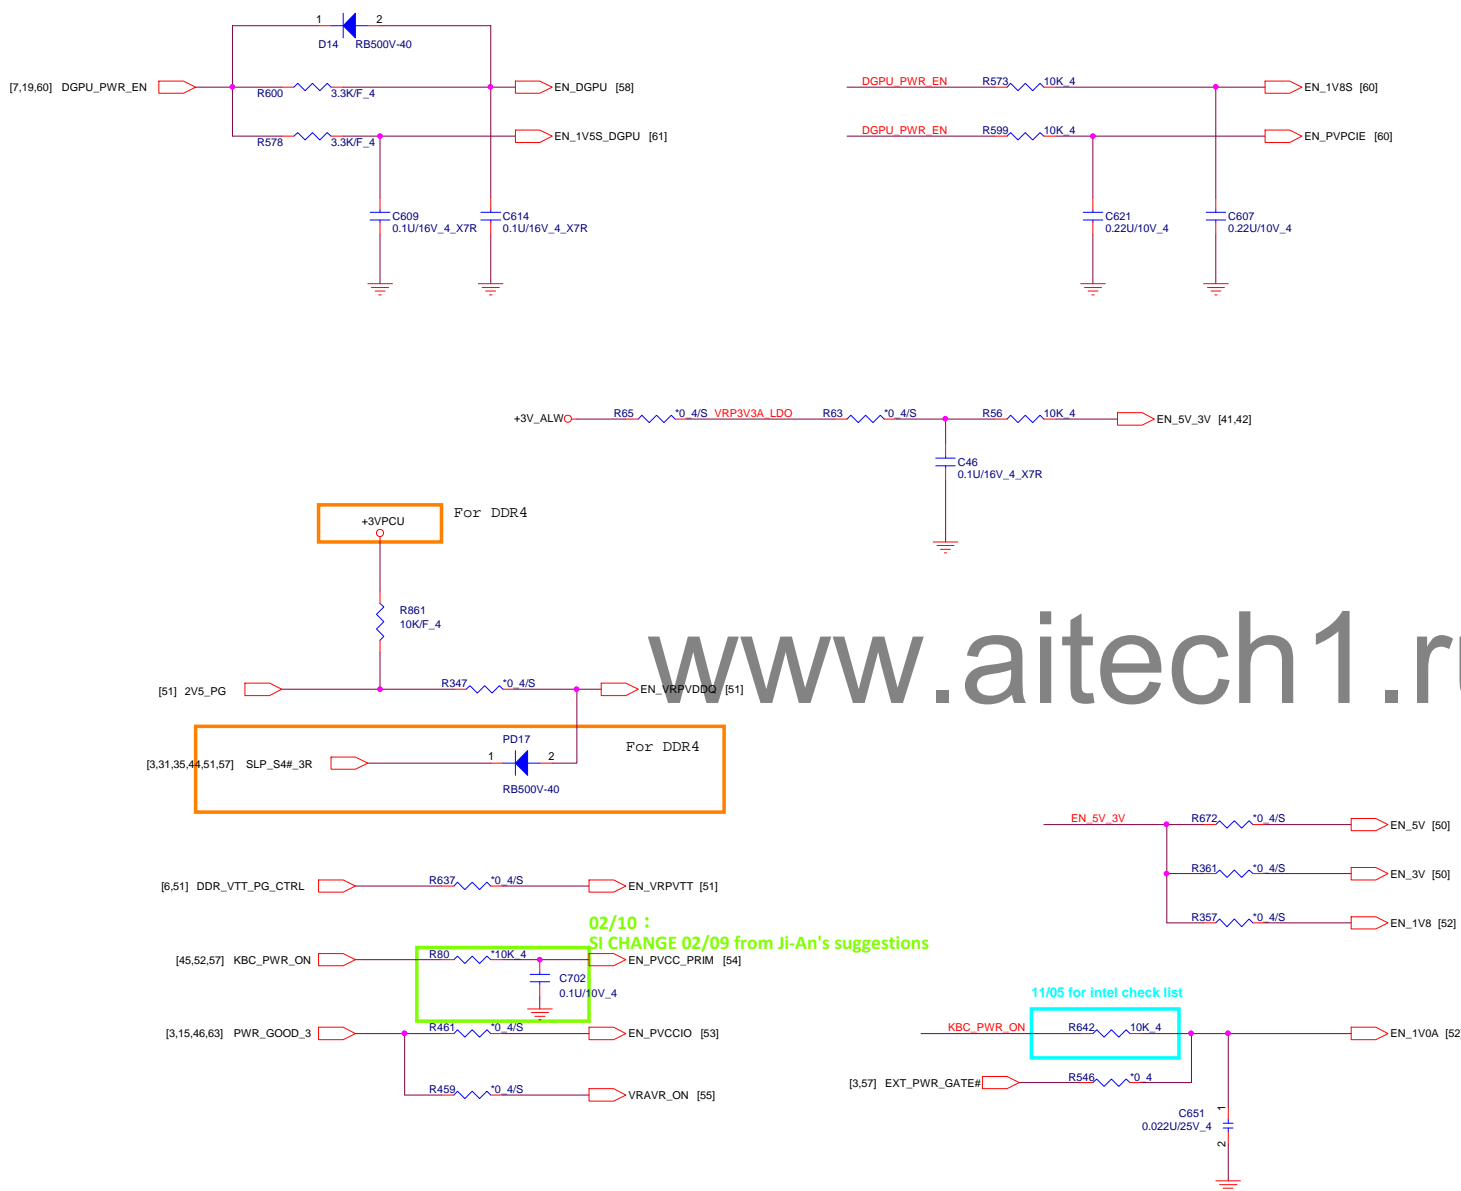 1 2
D14 RB500V-40
[7,19,60] DGPU_PWR_EN
R600 3.3K/F_4
EN_DGPU [58]
R578 3.3K/F_4
EN_1V5S_DGPU [61]
C609
0.1U/16V_4_X7R
C614
0.1U/16V_4_X7R
DGPU_PWR_EN R573 10K_4
EN_1V8S [60]
DGPU_PWR_EN R599 10K_4
EN_PVPCIE [60]
C621
0.22U/10V_4
C607
0.22U/10V_4
+3V_ALW R65 *0_4/S VRP3V3A_LDO R63 *0_4/S R56 10K_4 EN_5V_3V [41,42]
C46
0.1U/16V_4_X7R
+3VPCU
For DDR4
R861
10K/F_4
www.aitech1.ru
[51] 2V5_PG R347 *0_4/S EN_VRPVDDQ [51]
For DDR4
PD17
[3,31,35,44,51,57] SLP_S4#_3R 1 2
RB500V-40
EN_5V_3V R672 *0_4/S EN_5V [50]
R361 *0_4/S EN_3V [50]
R357 *0_4/S EN_1V8 [52]
[6,51] DDR_VTT_PG_CTRL R637 *0_4/S EN_VRPVTT [51]
02/10 :
SI CHANGE 02/09 from Ji-An's suggestions
[45,52,57] KBC_PWR_ON R80 *10K_4 EN_PVCC_PRIM [54]
C702
0.1U/10V_4
[3,15,46,63] PWR_GOOD_3 R461 *0_4/S EN_PVCCIO [53]
R459 *0_4/S VRAVR_ON [55]
11/05 for intel check list
KBC_PWR_ON R642 10K_4 EN_1V0A [52
[3,57] EXT_PWR_GATE# R546 *0_4
C651
0.022U/25V_4
1
2